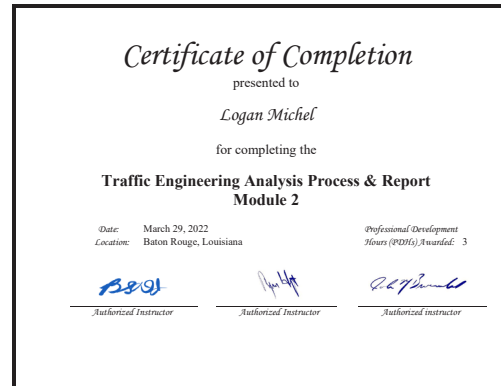 Certificate of Completion
presented to
Logan Michel
for completing the
Traffic Engineering Analysis Process & Report
Module 2
Date: March 29, 2022
Location: Baton Rouge, Louisiana
Professional Development
Hours (PDHs) Awarded: 3
Authorized Instructor
Authorized Instructor
Authorized instructor